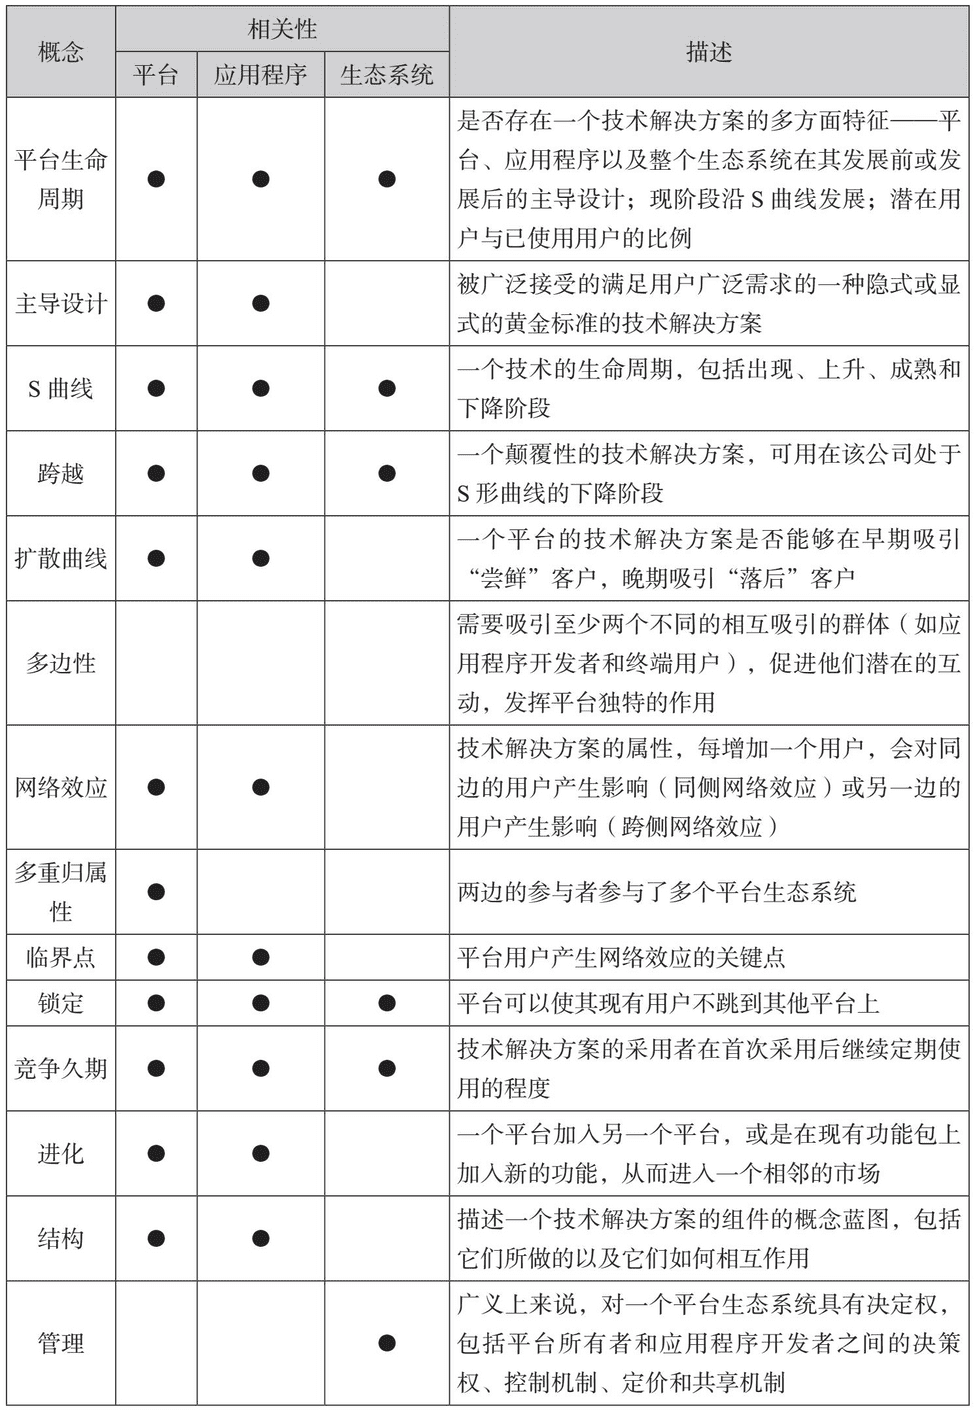 概念
相关性
描述
平台
应用程序
生态系统
平台生命
周期
● ● ●
是否存在一个技术解决方案的多方面特征——平
台、应用程序以及整个生态系统在其发展前或发
展后的主导设计；现阶段沿 S 曲线发展；潜在用
户与已使用用户的比例
主导设计
● ●
被广泛接受的满足用户广泛需求的一种隐式或显
式的黄金标准的技术解决方案
S 曲线
● ● ●
一个技术的生命周期，包括出现、上升、成熟和
下降阶段
跨越
● ● ●
一个颠覆性的技术解决方案，可用在该公司处于
S 形曲线的下降阶段
扩散曲线
● ●
一个平台的技术解决方案是否能够在早期吸引
“尝鲜”客户，晚期吸引“落后”客户
多边性
需要吸引至少两个不同的相互吸引的群体（如应
用程序开发者和终端用户），促进他们潜在的互
动，发挥平台独特的作用
网络效应
● ●
技术解决方案的属性，每增加一个用户，会对同
边的用户产生影响（同侧网络效应）或另一边的
用户产生影响（跨侧网络效应）
多重归属
性
●
两边的参与者参与了多个平台生态系统
临界点
● ●
平台用户产生网络效应的关键点
锁定
● ● ●
平台可以使其现有用户不跳到其他平台上
竞争久期
● ● ●
技术解决方案的采用者在首次采用后继续定期使
用的程度
进化
● ●
一个平台加入另一个平台，或是在现有功能包上
加入新的功能，从而进入一个相邻的市场
结构
● ●
描述一个技术解决方案的组件的概念蓝图，包括
它们所做的以及它们如何相互作用
管理
●
广义上来说，对一个平台生态系统具有决定权，
包括平台所有者和应用程序开发者之间的决策
权、控制机制、定价和共享机制